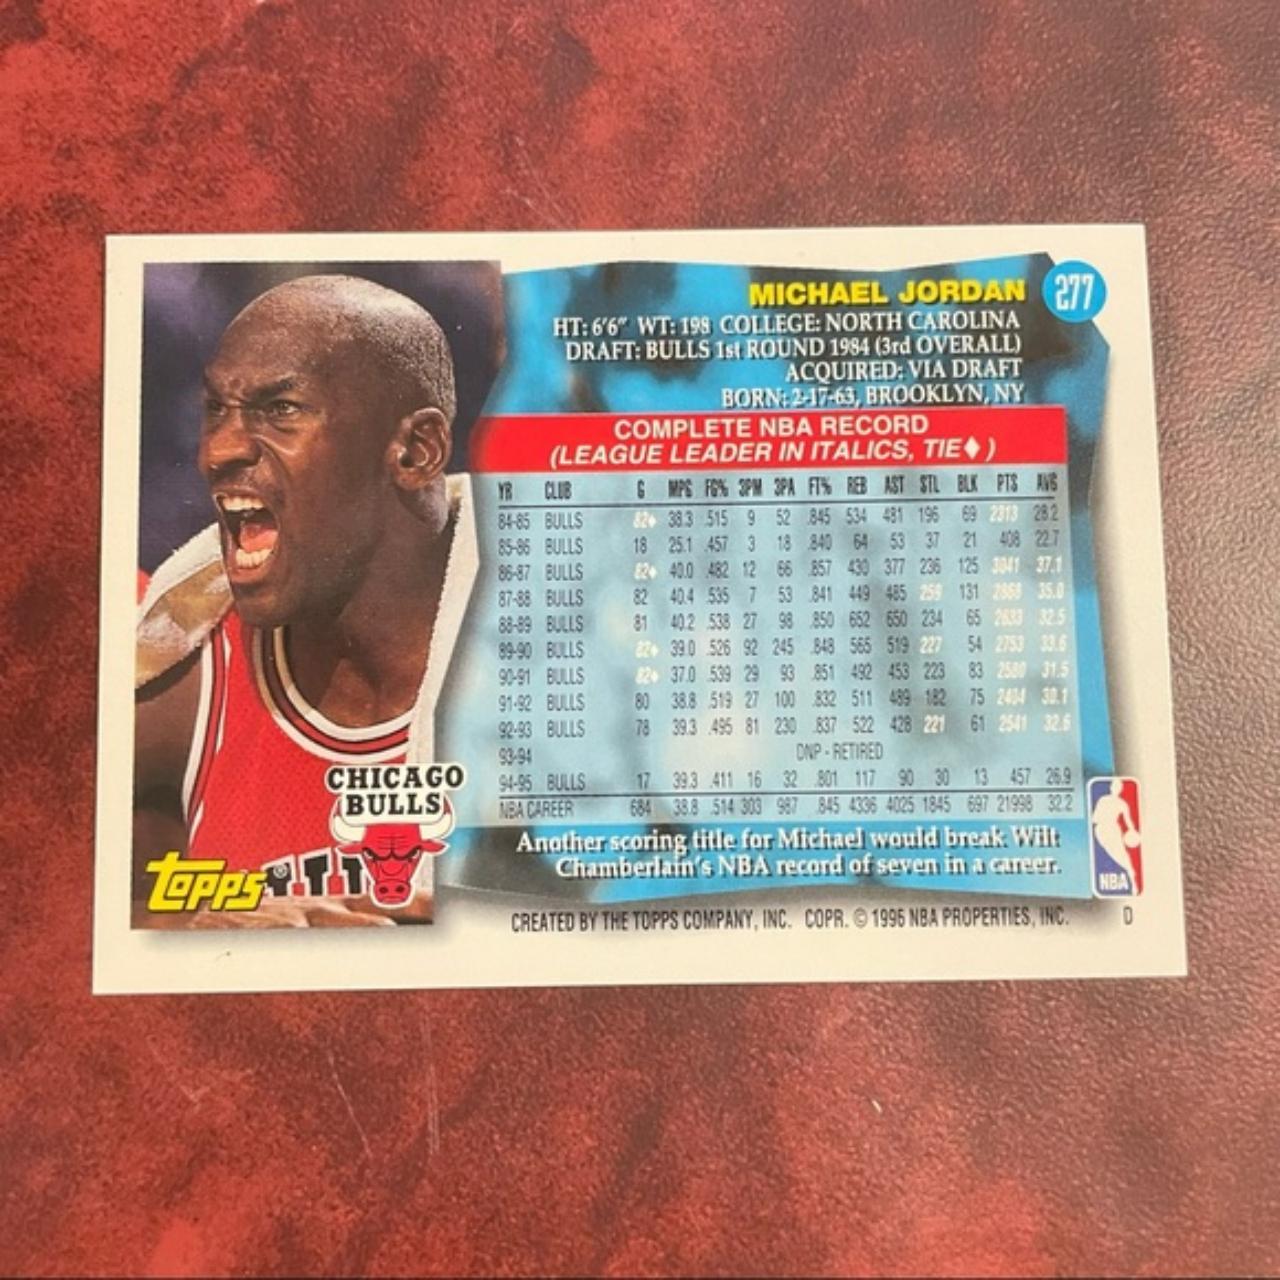 MICHAEL JORDAN
277
HT: 6'6" WT: 198 COLLEGE: NORTH CAROLINA
DRAFT: BULLS 1st ROUND 1984 (3rd OVERALL)
ACQUIRED: VIA DRAFT
BORN: 2-17-63, BROOKLYN, NY
COMPLETE NBA RECORD
(LEAGUE LEADER IN ITALICS, TIE♦)
YR CLUB G MPG FG% 3PM 3PA FT% REB AST STL BLK PTS AVG
84-85 BULLS 82♦ 38.3 .515 9 52 .845 534 481 196 69 2313 28.2
85-86 BULLS 18 25.1 .457 3 18 .840 64 53 37 21 408 22.7
86-87 BULLS 82♦ 40.0 .482 12 66 .857 430 377 236 125 3041 37.1
87-88 BULLS 82 40.4 .535 7 53 .841 449 485 259 131 2868 35.0
88-89 BULLS 81 40.2 .538 27 98 .850 652 650 234 65 2633 32.5
89-90 BULLS 82♦ 39.0 .526 92 245 .848 565 519 227 54 2753 33.6
90-91 BULLS 82♦ 37.0 .539 29 93 .851 492 453 223 83 2580 31.5
91-92 BULLS 80 38.8 .519 27 100 .832 511 489 182 75 2404 30.1
92-93 BULLS 78 39.3 .495 81 230 .837 522 428 221 61 2541 32.6
93-94 DNP - RETIRED
94-95 BULLS 17 39.3 .411 16 32 .801 117 90 30 13 457 26.9
NBA CAREER 684 38.8 .514 303 987 .845 4336 4025 1845 697 21998 32.2
Another scoring title for Michael would break Wilt
Chamberlain's NBA record of seven in a career.
CHICAGO
BULLS
Topps®
NBA
CREATED BY THE TOPPS COMPANY, INC. COPR. © 1996 NBA PROPERTIES, INC. D